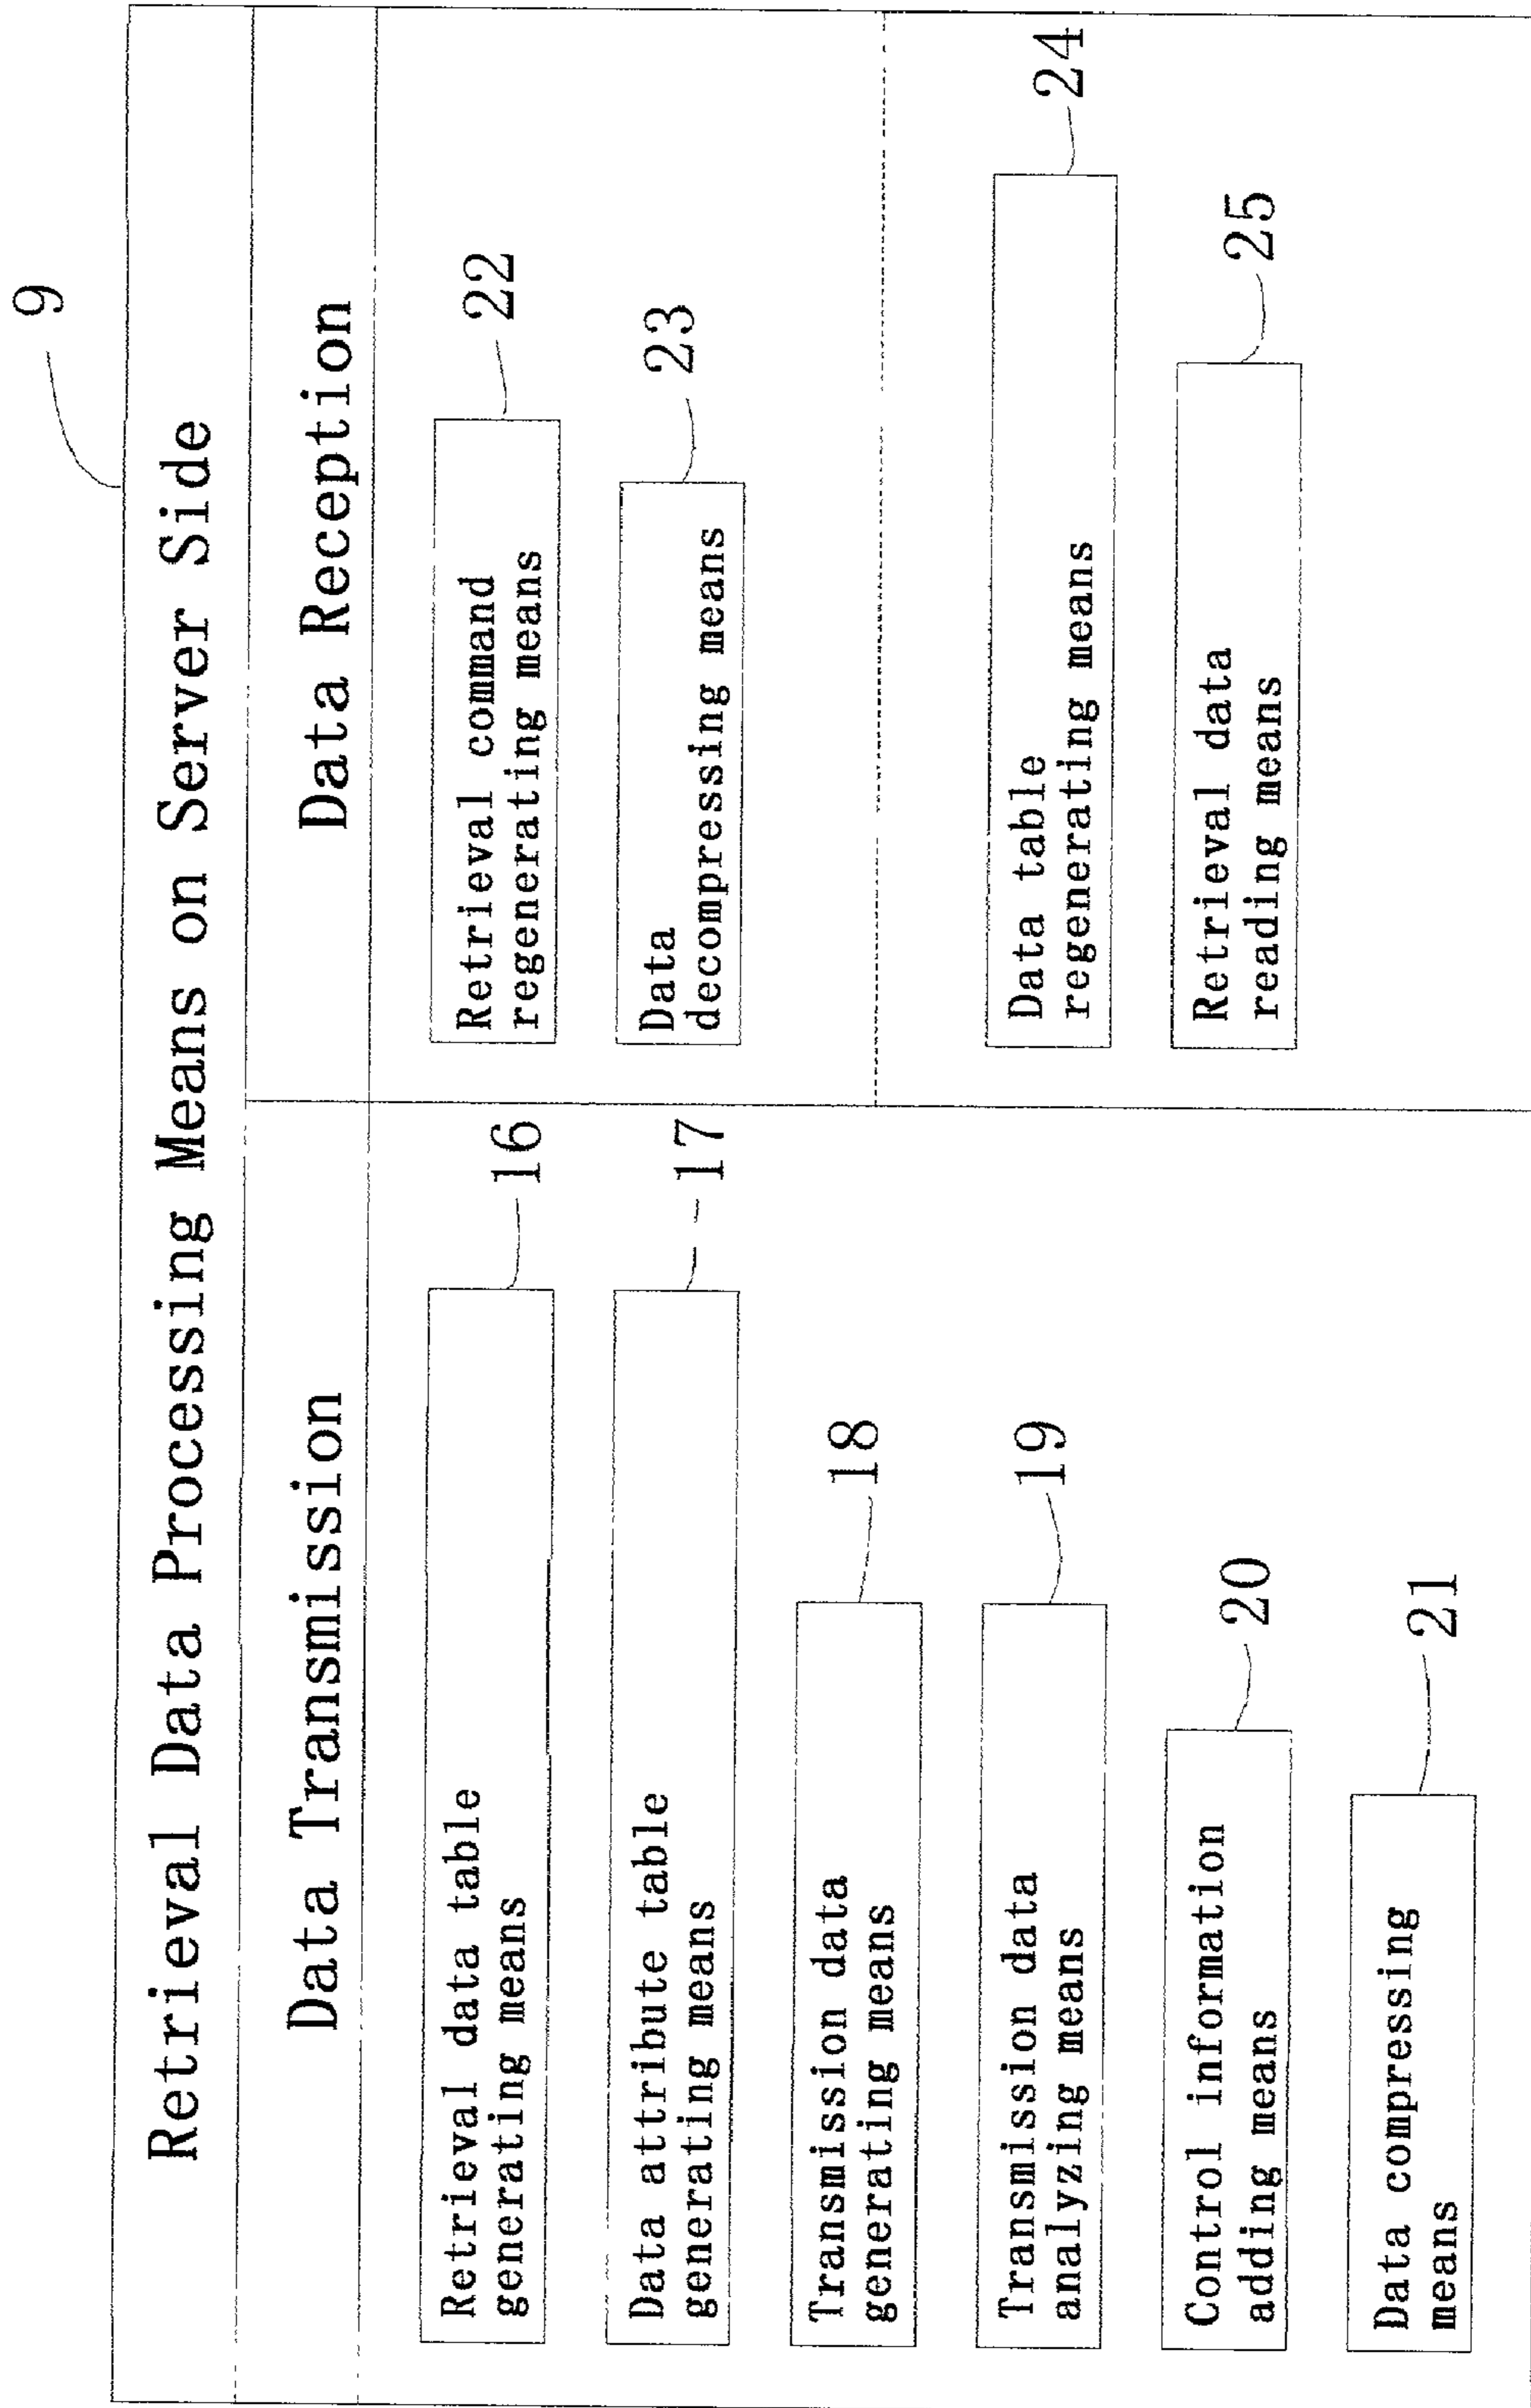 9
Retrieval Data Processing Means on Server Side
Data Transmission
Retrieval data table
generating means
16
Data attribute table
generating means
17
Transmission data
generating means
18
Transmission data
analyzing means
19
Control information
adding means
20
Data compressing
means
21
Data Reception
Retrieval command
regenerating means
22
Data
decompressing means
23
Data table
regenerating means
24
Retrieval data
reading means
25